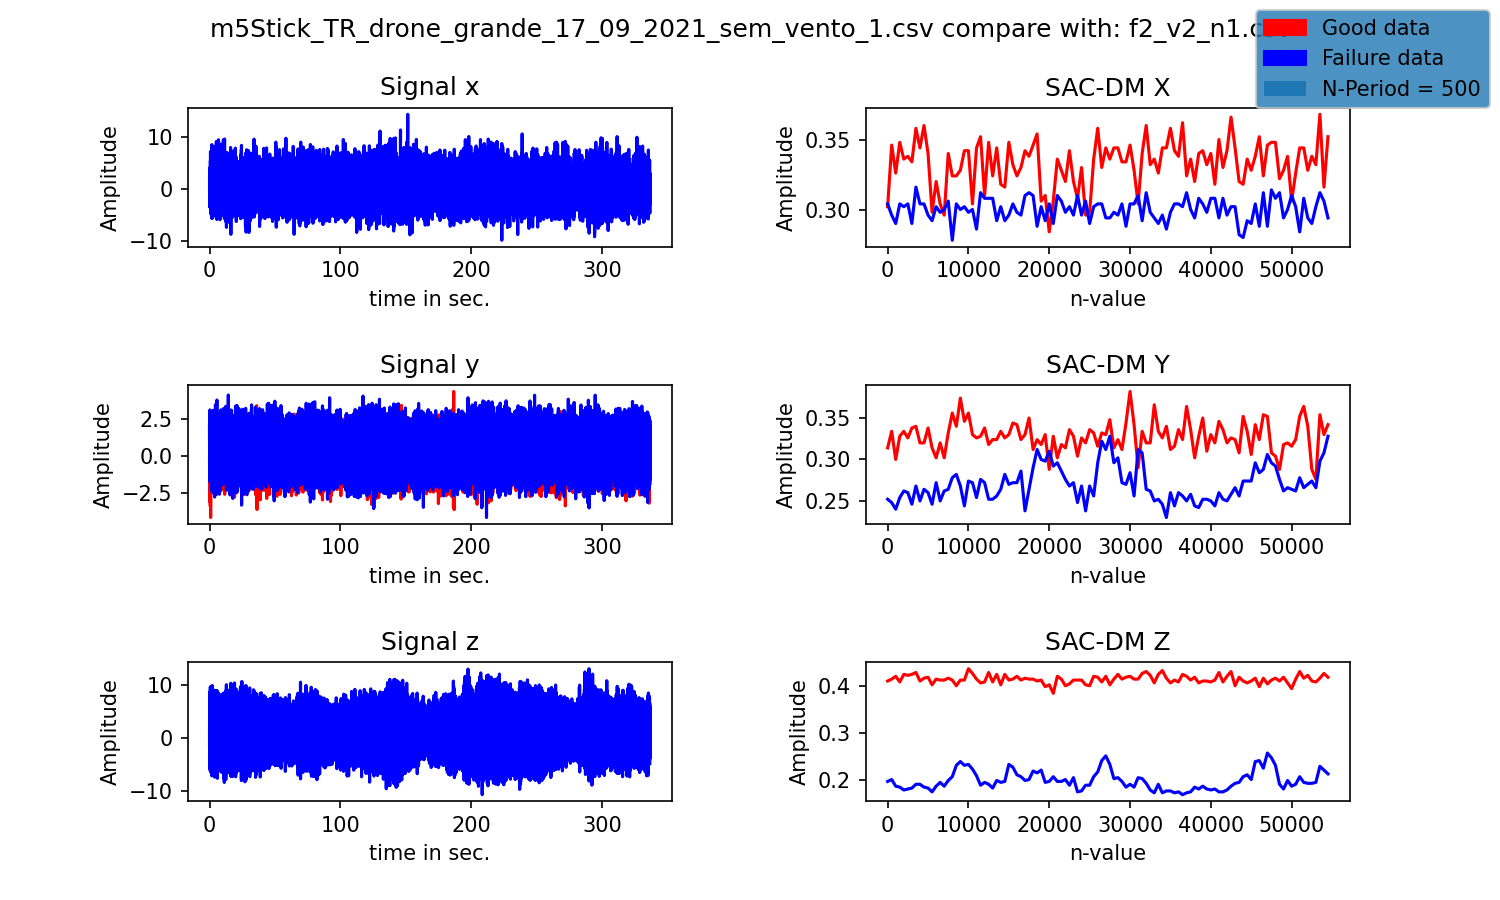 m5Stick_TR_drone_grande_17_09_2021_sem_vento_1.csv compare with: f2_v2_n1.csv
Good data
Failure data
N-Period = 500
Signal x
Amplitude
10
0
−10
0 100 200 300
time in sec.
SAC-DM X
Amplitude
0.35
0.30
0 10000 20000 30000 40000 50000
n-value
Signal y
Amplitude
2.5
0.0
−2.5
0 100 200 300
time in sec.
SAC-DM Y
Amplitude
0.35
0.30
0.25
0 10000 20000 30000 40000 50000
n-value
Signal z
Amplitude
10
0
−10
0 100 200 300
time in sec.
SAC-DM Z
Amplitude
0.4
0.3
0.2
0 10000 20000 30000 40000 50000
n-value